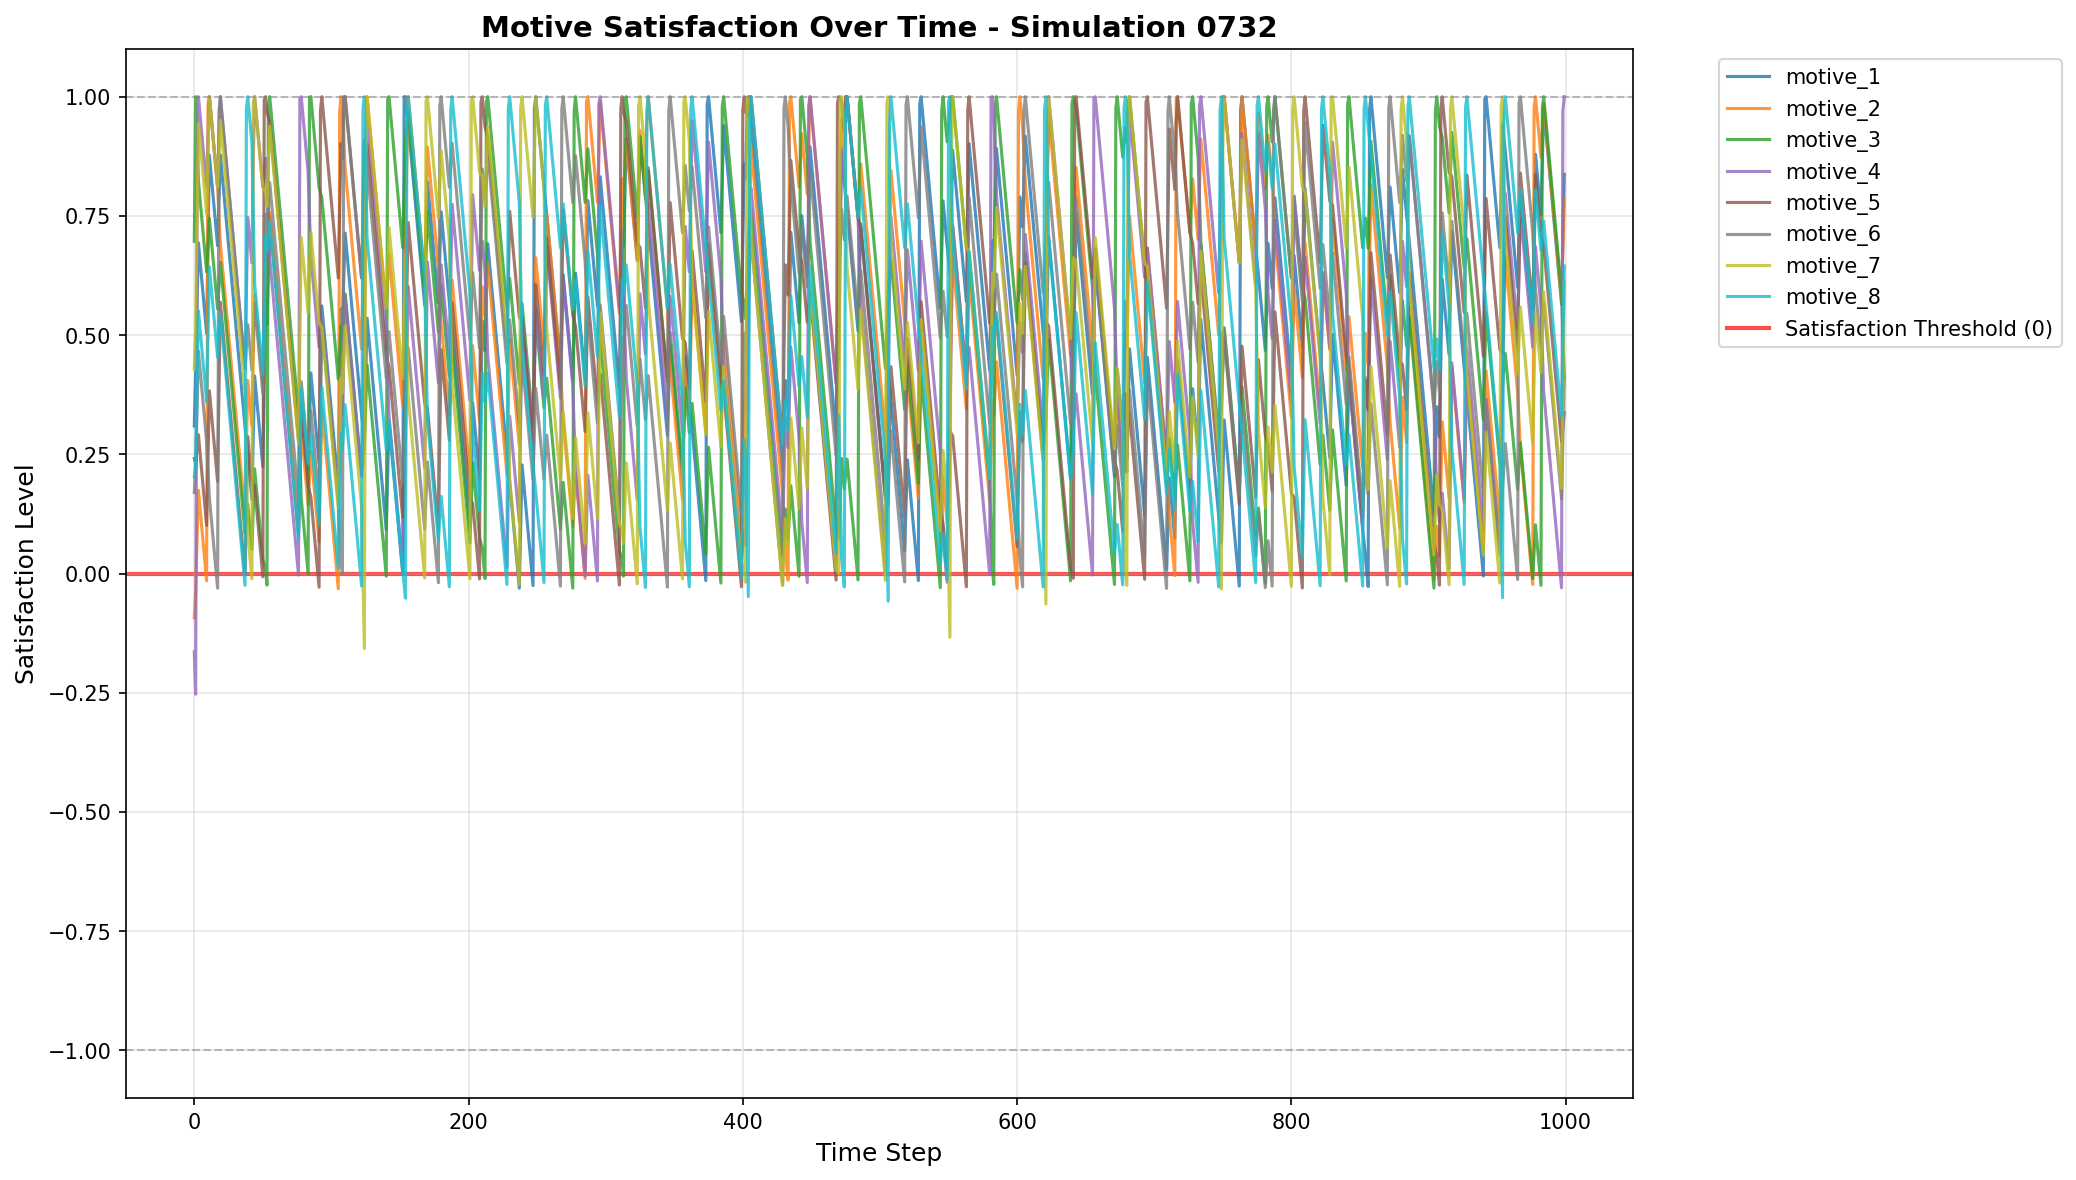 Motive Satisfaction Over Time - Simulation 0732
1.00
0.75
0.50
0.25
0.00
−0.25
−0.50
−0.75
−1.00
Satisfaction Level
0
200
400
600
800
1000
Time Step
motive_1
motive_2
motive_3
motive_4
motive_5
motive_6
motive_7
motive_8
Satisfaction Threshold (0)